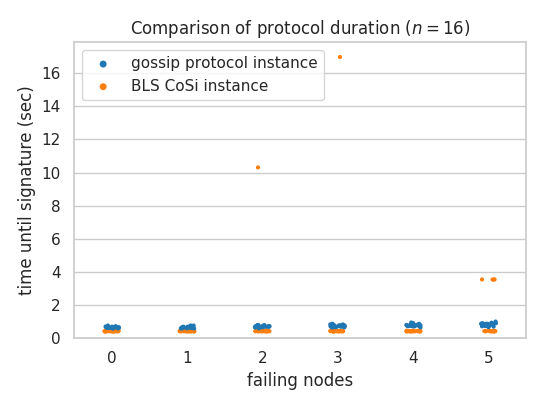 Comparison of protocol duration (n = 16)
gossip protocol instance
BLS CoSi instance
time until signature (sec)
16
14
12
10
8
6
4
2
0
0 1 2 3 4 5
failing nodes